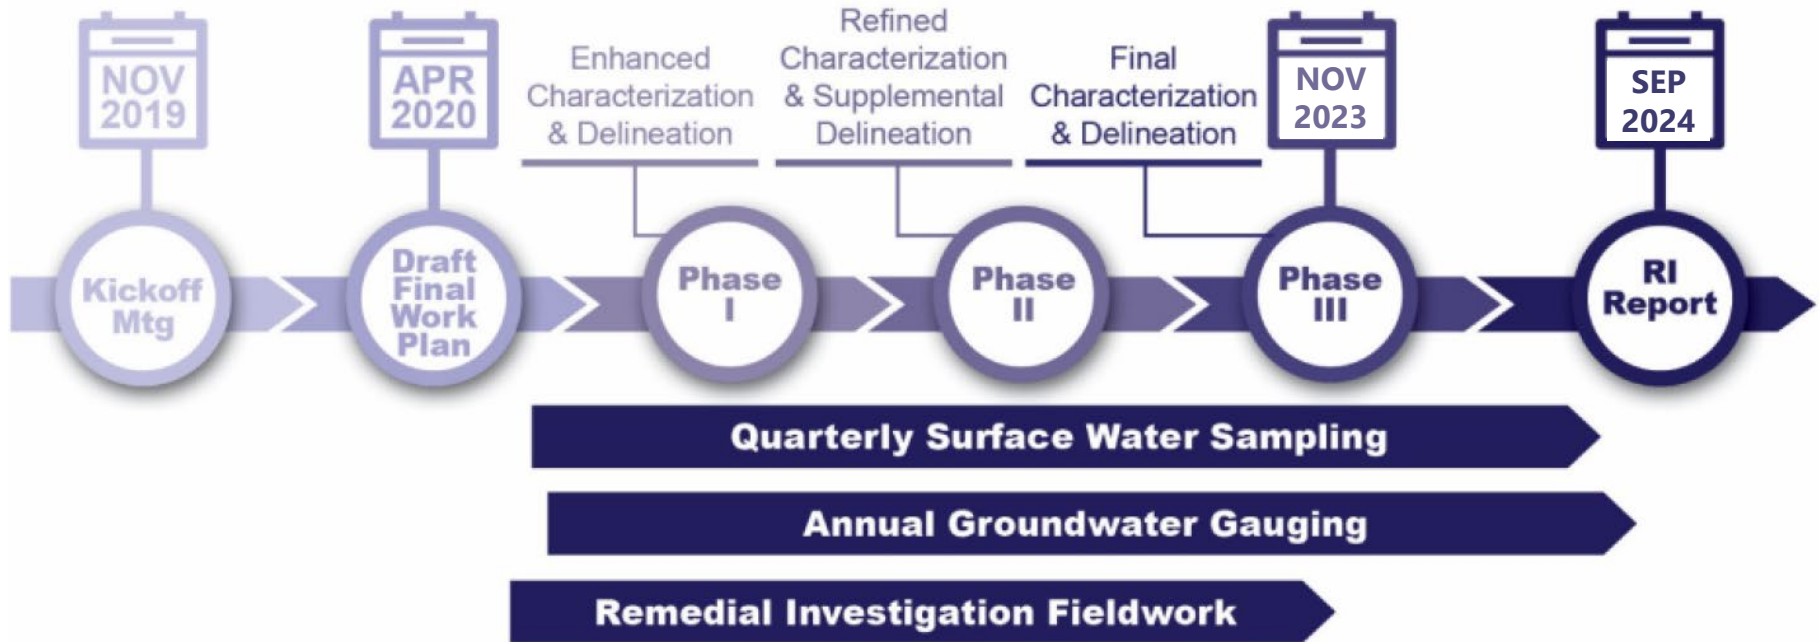 NOV
2019
APR
2020
Enhanced
Characterization
& Delineation
Refined
Characterization
& Supplemental
Delineation
Final
Characterization
& Delineation
NOV
2023
SEP
2024
Kickoff
Mtg
Draft
Final
Work
Plan
Phase
I
Phase
II
Phase
III
RI
Report
Quarterly Surface Water Sampling
Annual Groundwater Gauging
Remedial Investigation Fieldwork